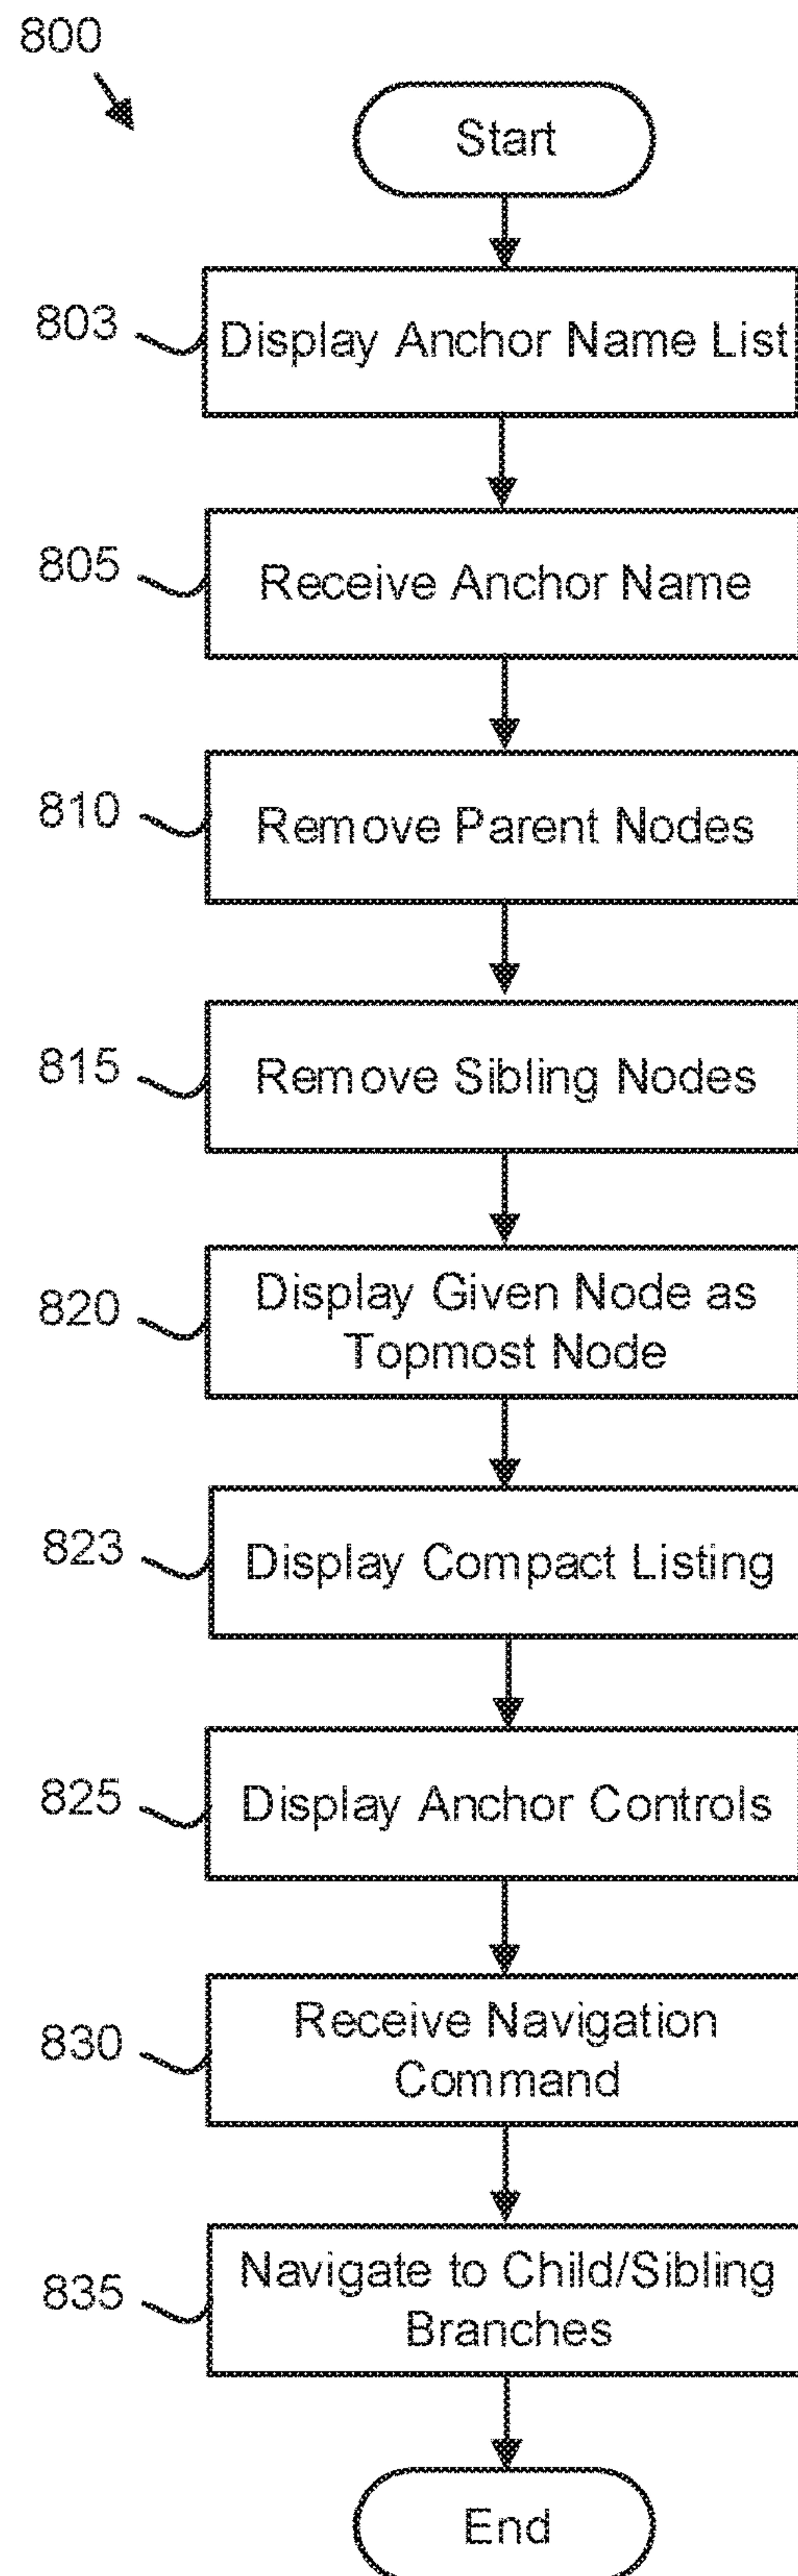 800
Start
803
Display Anchor Name List
805
Receive Anchor Name
810
Remove Parent Nodes
815
Remove Sibling Nodes
820
Display Given Node as
Topmost Node
823
Display Compact Listing
825
Display Anchor Controls
830
Receive Navigation
Command
835
Navigate to Child/Sibling
Branches
End